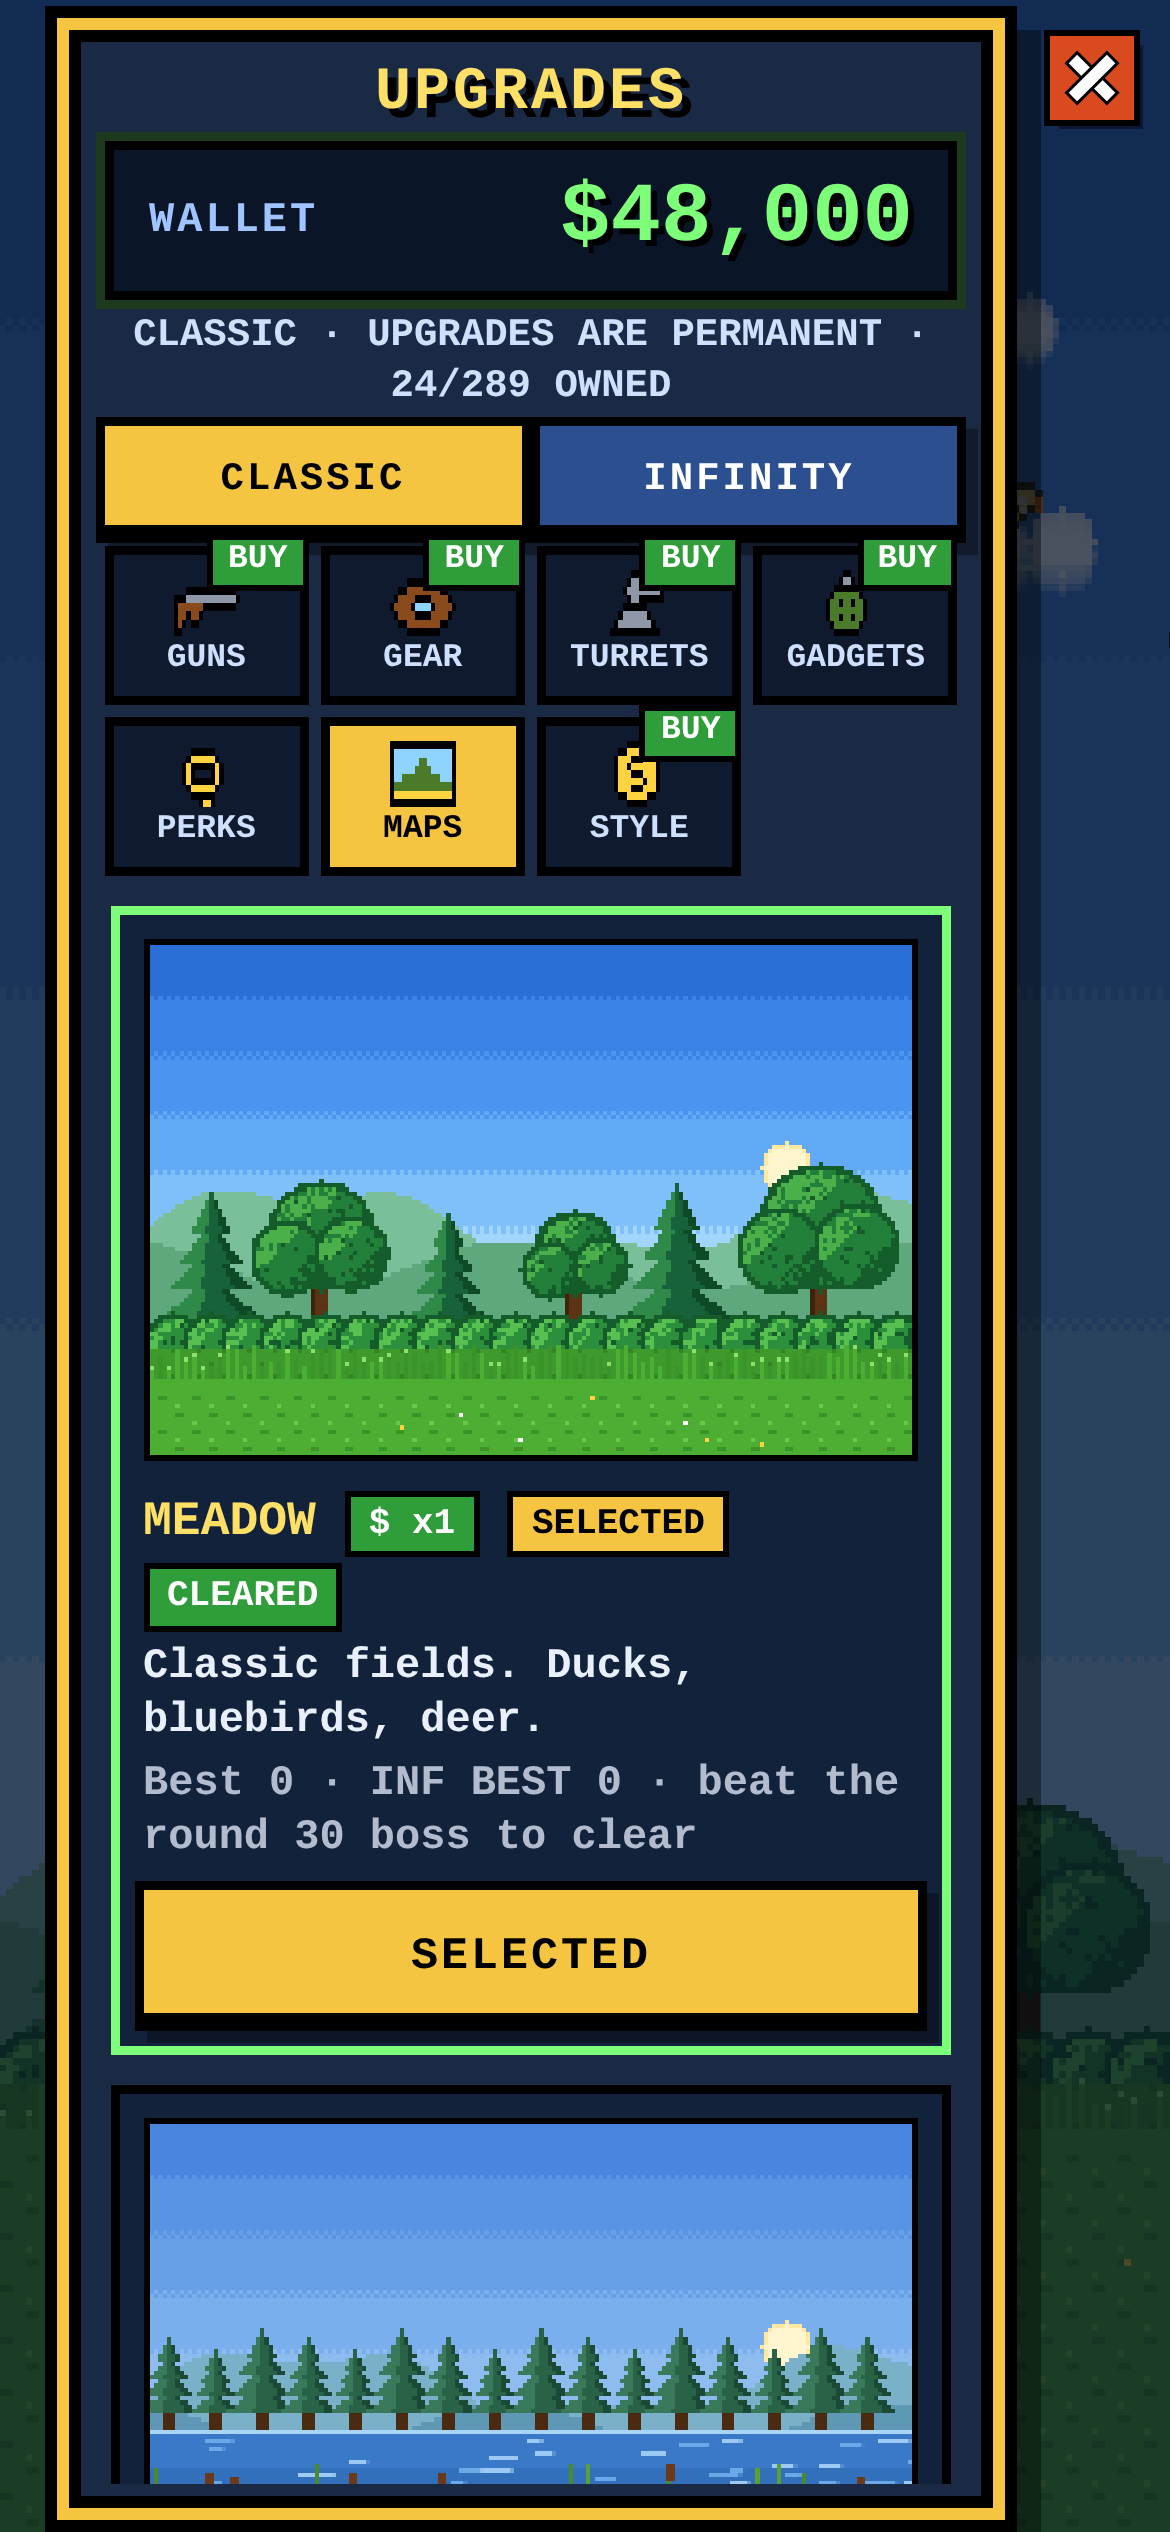 UPGRADES
WALLET $48,000
CLASSIC · UPGRADES ARE PERMANENT ·
24/289 OWNED
CLASSIC INFINITY
BUY BUY BUY BUY
GUNS GEAR TURRETS GADGETS
BUY
PERKS MAPS STYLE
MEADOW $ x1 SELECTED
CLEARED
Classic fields. Ducks,
bluebirds, deer.
Best 0 · INF BEST 0 · beat the
round 30 boss to clear
SELECTED